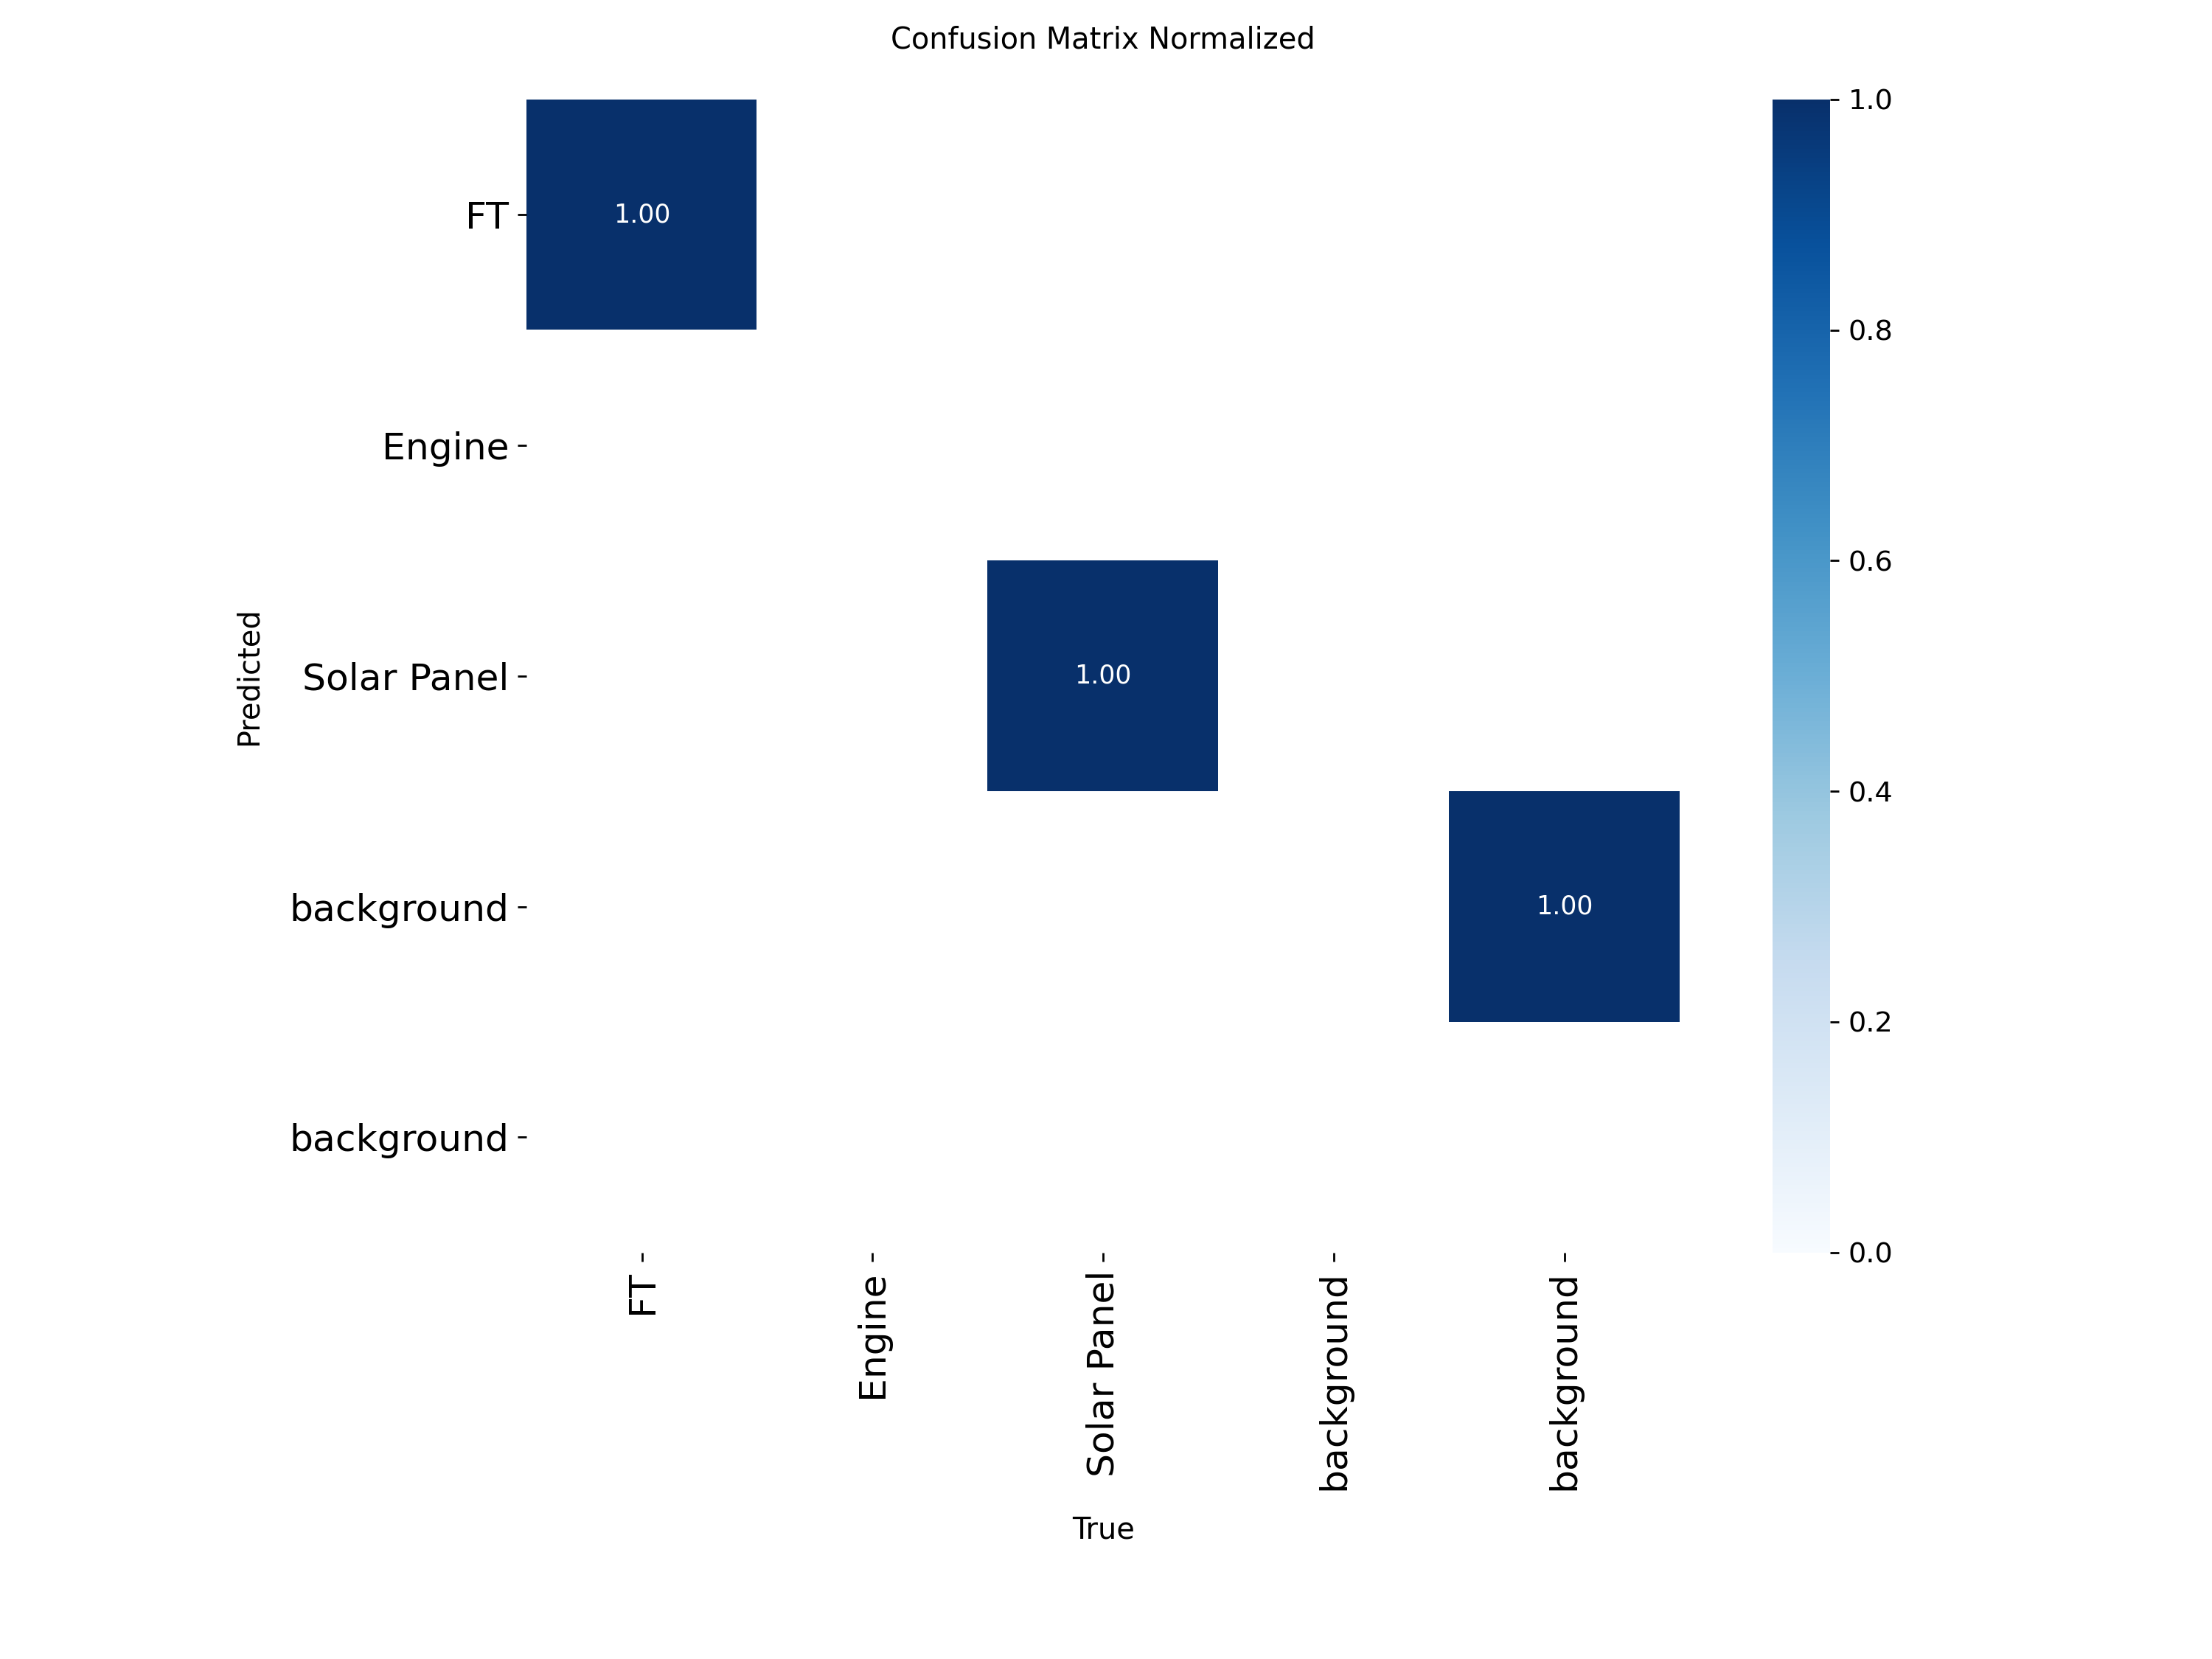 Confusion Matrix Normalized
1.0
FT
1.00
0.8
Engine
0.6
Predicted
Solar Panel
1.00
0.4
background
1.00
0.2
background
0.0
FT
Engine
Solar Panel
background
background
True